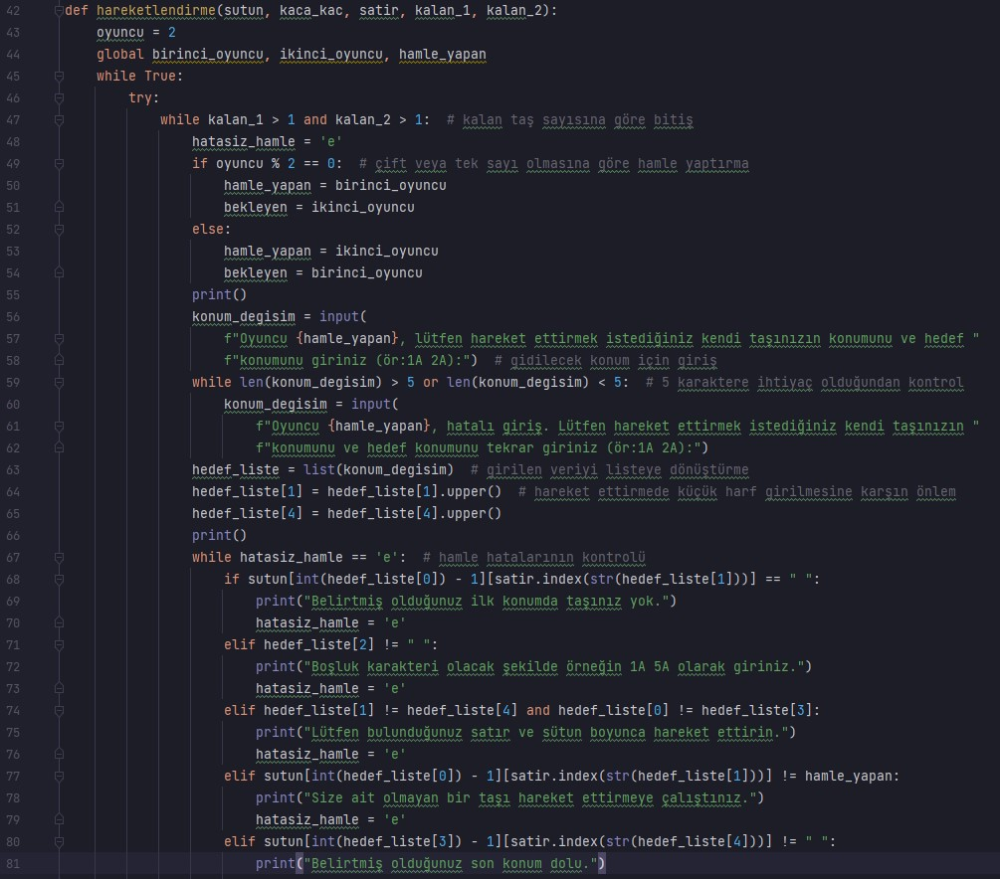 42 def hareketlendirme(sutun, kaca_kac, satir, kalan_1, kalan_2):
43     oyuncu = 2
44     global birinci_oyuncu, ikinci_oyuncu, hamle_yapan
45     while True:
46         try:
47             while kalan_1 > 1 and kalan_2 > 1:  # kalan taş sayısına göre bitiş
48                 hatasiz_hamle = 'e'
49                 if oyuncu % 2 == 0:  # çift veya tek sayı olmasına göre hamle yaptırma
50                     hamle_yapan = birinci_oyuncu
51                     bekleyen = ikinci_oyuncu
52                 else:
53                     hamle_yapan = ikinci_oyuncu
54                     bekleyen = birinci_oyuncu
55                 print()
56                 konum_degisim = input(
57                     f"Oyuncu {hamle_yapan}, lütfen hareket ettirmek istediğiniz kendi taşınızın konumunu ve hedef "
58                     f"konumunu giriniz (ör:1A 2A):")  # gidilecek konum için giriş
59                 while len(konum_degisim) > 5 or len(konum_degisim) < 5:  # 5 karaktere ihtiyaç olduğundan kontrol
60                     konum_degisim = input(
61                         f"Oyuncu {hamle_yapan}, hatalı giriş. Lütfen hareket ettirmek istediğiniz kendi taşınızın "
62                         f"konumunu ve hedef konumunu tekrar giriniz (ör:1A 2A):")
63                 hedef_liste = list(konum_degisim)  # girilen veriyi listeye dönüştürme
64                 hedef_liste[1] = hedef_liste[1].upper()  # hareket ettirmede küçük harf girilmesine karşın önlem
65                 hedef_liste[4] = hedef_liste[4].upper()
66                 print()
67                 while hatasiz_hamle == 'e':  # hamle hatalarının kontrolü
68                     if sutun[int(hedef_liste[0]) - 1][satir.index(str(hedef_liste[1]))] == " ":
69                         print("Belirtmiş olduğunuz ilk konumda taşınız yok.")
70                         hatasiz_hamle = 'e'
71                     elif hedef_liste[2] != " ":
72                         print("Boşluk karakteri olacak şekilde örneğin 1A 5A olarak giriniz.")
73                         hatasiz_hamle = 'e'
74                     elif hedef_liste[1] != hedef_liste[4] and hedef_liste[0] != hedef_liste[3]:
75                         print("Lütfen bulunduğunuz satır ve sütun boyunca hareket ettirin.")
76                         hatasiz_hamle = 'e'
77                     elif sutun[int(hedef_liste[0]) - 1][satir.index(str(hedef_liste[1]))] != hamle_yapan:
78                         print("Size ait olmayan bir taşı hareket ettirmeye çalıştınız.")
79                         hatasiz_hamle = 'e'
80                     elif sutun[int(hedef_liste[3]) - 1][satir.index(str(hedef_liste[4]))] != " ":
81                         print("Belirtmiş olduğunuz son konum dolu.")